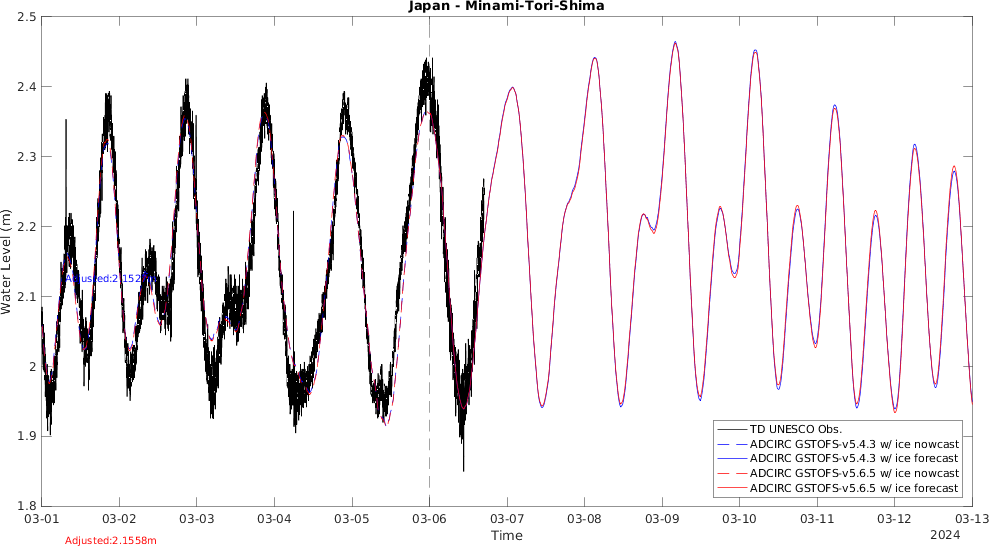 Japan - Minami-Tori-Shima
2.5
2.4
2.3
2.2
2.1
2
1.9
1.8
Water Level (m)
Adjusted:2.152
TD UNESCO Obs.
ADCIRC GSTOFS-v5.4.3 w/ ice nowcast
ADCIRC GSTOFS-v5.4.3 w/ ice forecast
ADCIRC GSTOFS-v5.6.5 w/ ice nowcast
ADCIRC GSTOFS-v5.6.5 w/ ice forecast
03-01 03-02 03-03 03-04 03-05 03-06 03-07 03-08 03-09 03-10 03-11 03-12 03-13
Time
2024
Adjusted:2.1558m